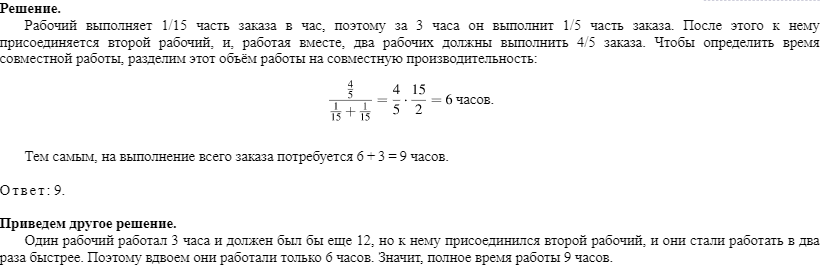 Решение.
Рабочий выполняет 1/15 часть заказа в час, поэтому за 3 часа он выполнит 1/5 часть заказа. После этого к нему
присоединяется второй рабочий, и, работая вместе, два рабочих должны выполнить 4/5 заказа. Чтобы определить время
совместной работы, разделим этот объём работы на совместную производительность:
\frac{\frac{4}{5}}{\frac{1}{15}+\frac{1}{15}} = \frac{4}{5} \cdot \frac{15}{2} = 6 часов.
Тем самым, на выполнение всего заказа потребуется 6 + 3 = 9 часов.
Ответ: 9.
Приведем другое решение.
Один рабочий работал 3 часа и должен был бы еще 12, но к нему присоединился второй рабочий, и они стали работать в два
раза быстрее. Поэтому вдвоем они работали только 6 часов. Значит, полное время работы 9 часов.